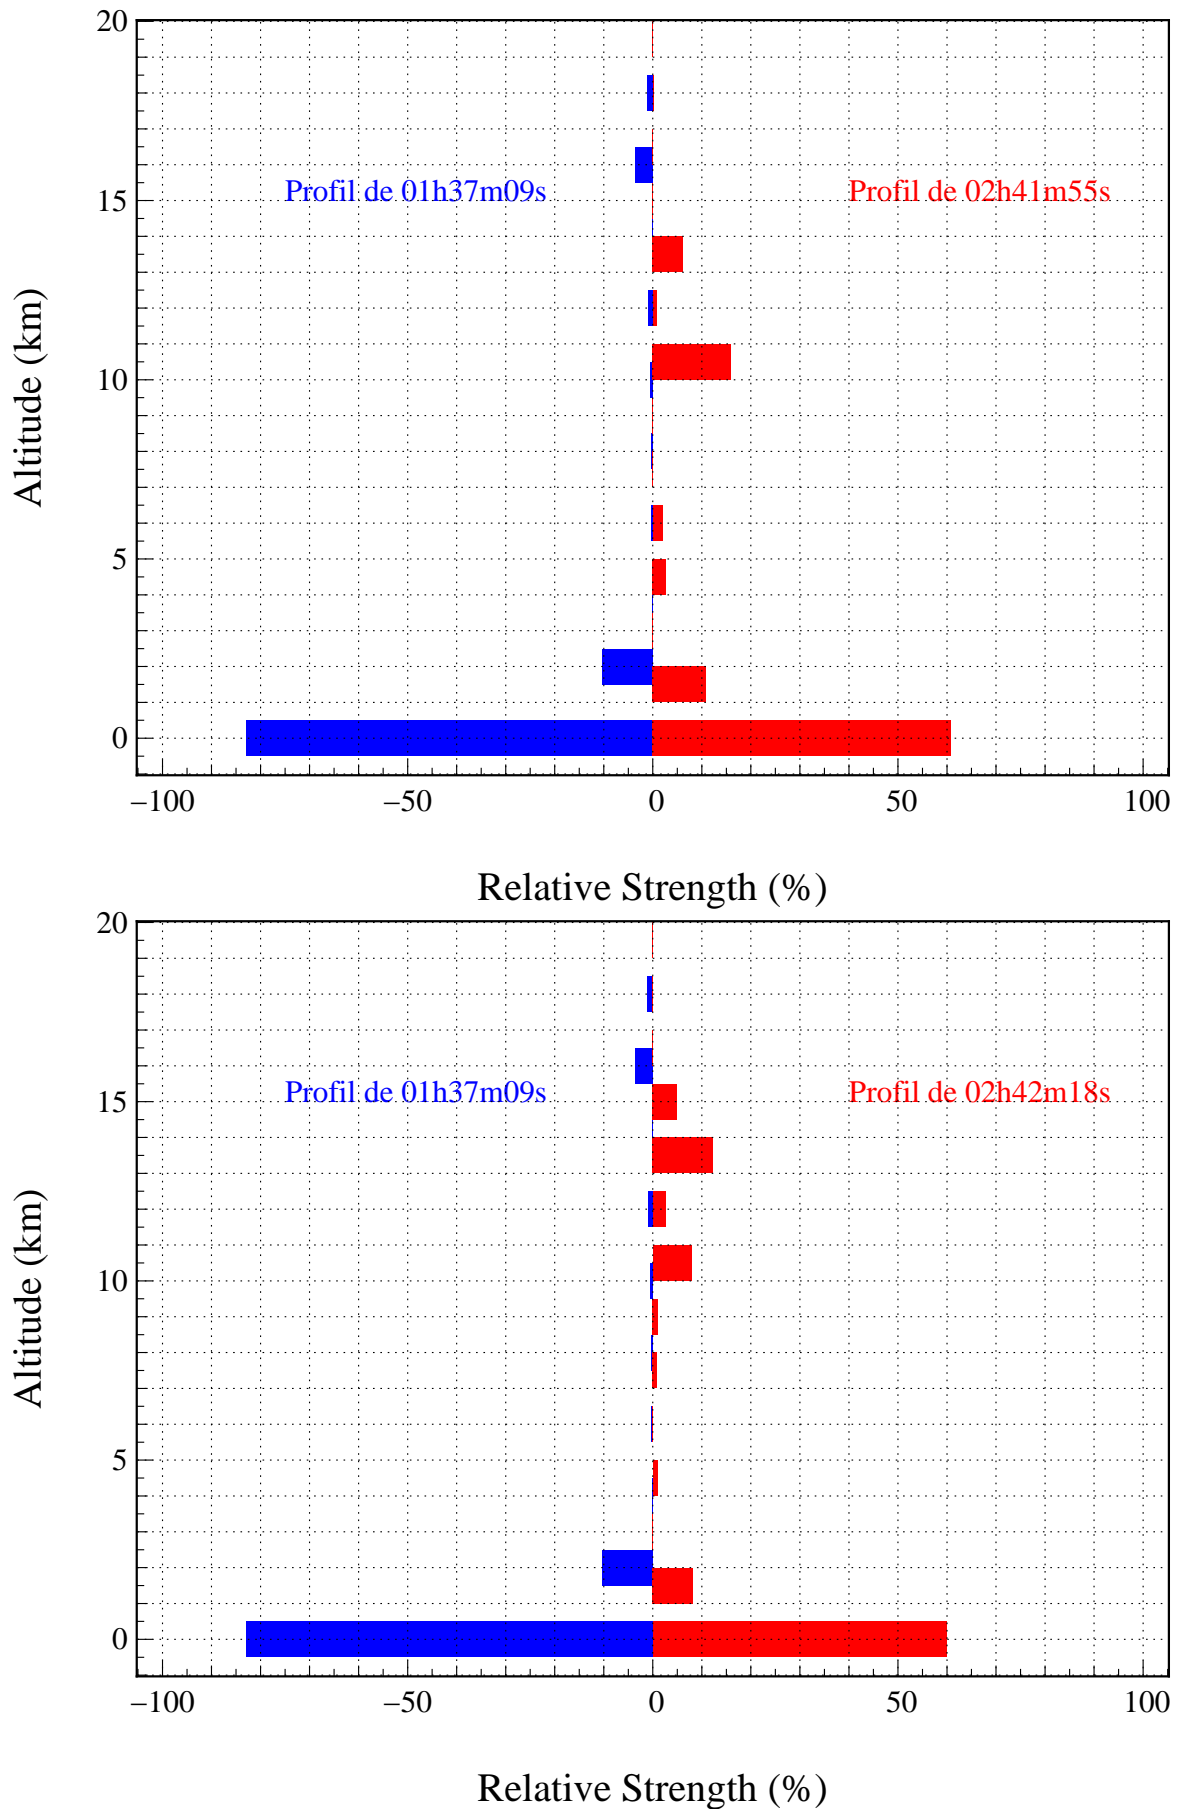 20
Profil de 01h37m09s Profil de 02h41m55s
15
Altitude (km)
10
5
0
−100 −50 0 50 100
Relative Strength (%)
20
Profil de 01h37m09s Profil de 02h42m18s
15
Altitude (km)
10
5
0
−100 −50 0 50 100
Relative Strength (%)